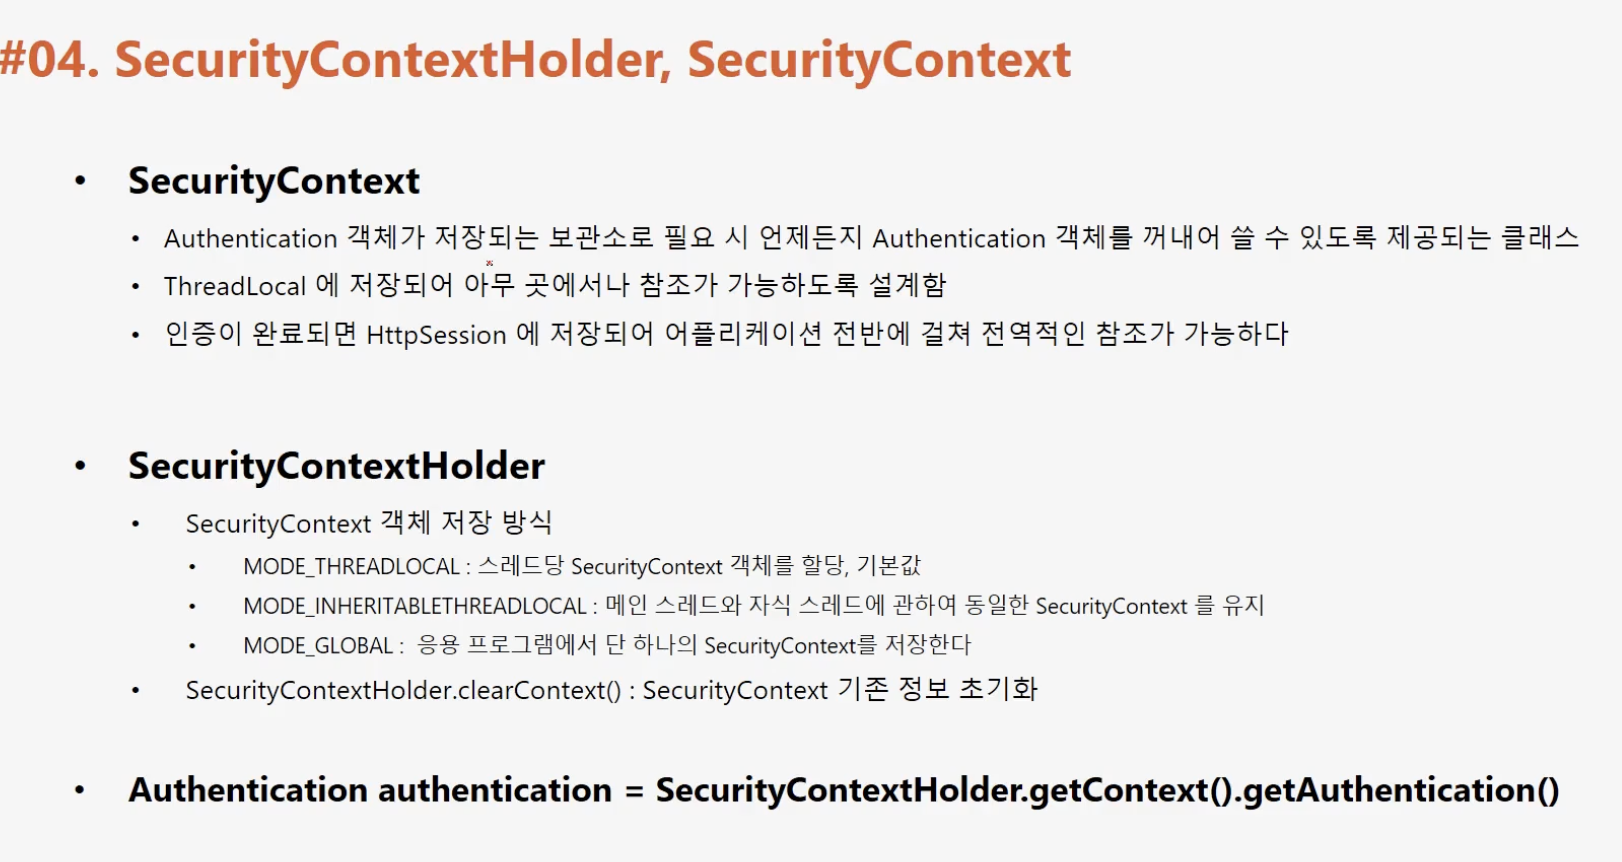 #04. SecurityContextHolder, SecurityContext
• SecurityContext
• Authentication 객체가 저장되는 보관소로 필요 시 언제든지 Authentication 객체를 꺼내어 쓸 수 있도록 제공되는 클래스
• ThreadLocal 에 저장되어 아무 곳에서나 참조가 가능하도록 설계함
• 인증이 완료되면 HttpSession 에 저장되어 어플리케이션 전반에 걸쳐 전역적인 참조가 가능하다
• SecurityContextHolder
• SecurityContext 객체 저장 방식
• MODE_THREADLOCAL : 스레드당 SecurityContext 객체를 할당, 기본값
• MODE_INHERITABLETHREADLOCAL : 메인 스레드와 자식 스레드에 관하여 동일한 SecurityContext 를 유지
• MODE_GLOBAL : 응용 프로그램에서 단 하나의 SecurityContext를 저장한다
• SecurityContextHolder.clearContext() : SecurityContext 기존 정보 초기화
• Authentication authentication = SecurityContextHolder.getContext().getAuthentication()